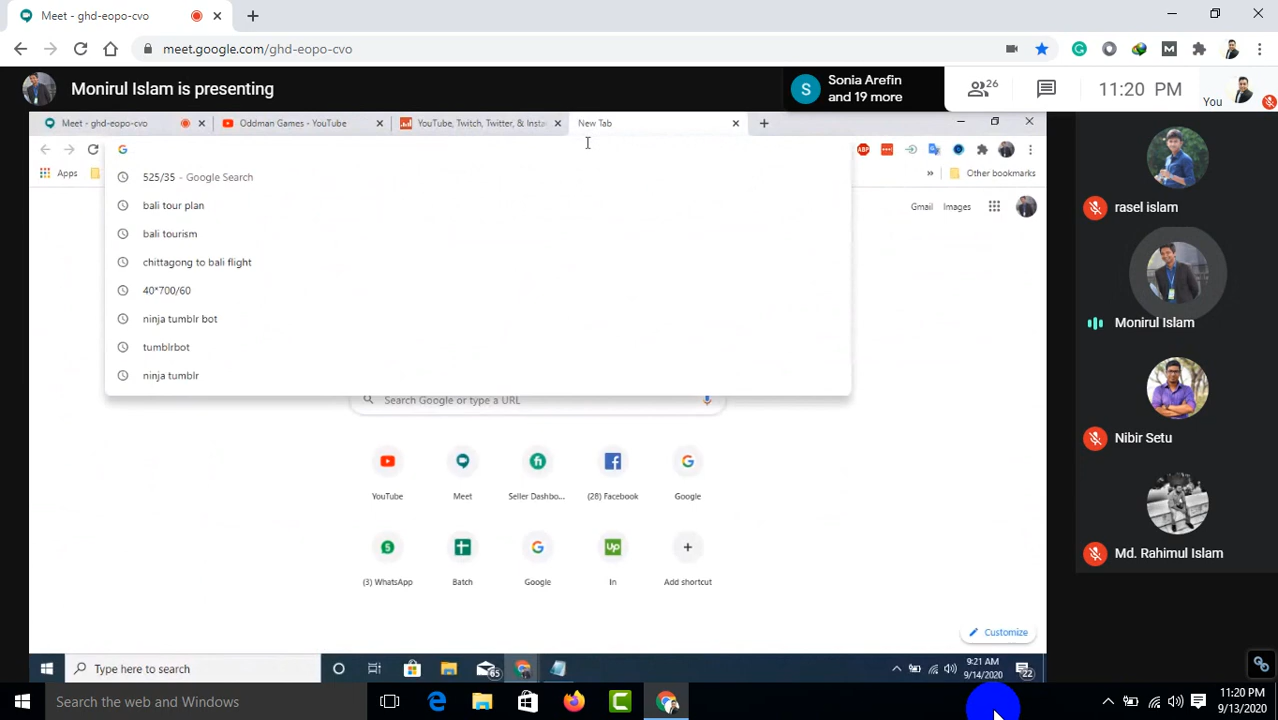 Meet - ghd-eopo-cvo
meet.google.com/ghd-eopo-cvo
Monirul Islam is presenting
S
Sonia Arefin
and 19 more
26
11:20 PM
You
Meet - ghd-eopo-cvo
Oddman Games - YouTube
YouTube, Twitch, Twitter, & Insta
New Tab
G
ABP
Apps
»
Other bookmarks
525/35 - Google Search
bali tour plan
bali tourism
chittagong to bali flight
40*700/60
ninja tumblr bot
tumblrbot
ninja tumblr
Gmail
Images
Search Google or type a URL
YouTube
Meet
Seller Dashbo...
(28) Facebook
Google
(3) WhatsApp
Batch
Google
In
Add shortcut
Customize
Type here to search
65
9:21 AM
9/14/2020
22
rasel islam
Monirul Islam
Nibir Setu
Md. Rahimul Islam
Search the web and Windows
11:20 PM
9/13/2020